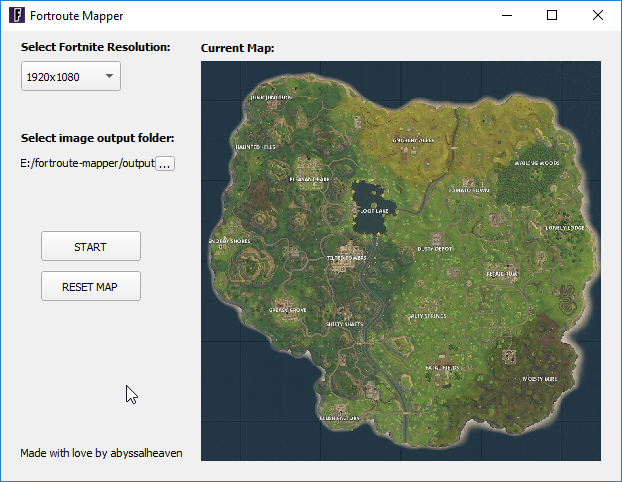 Fortroute Mapper
Select Fortnite Resolution:
1920x1080
Select image output folder:
E:/fortroute-mapper/output
...
START
RESET MAP
Made with love by abyssalheaven
Current Map:
JUNK JUNCTION
HAUNTED HILLS
ANARCHY ACRES
PLEASANT PARK
WAILING WOODS
TOMATO TOWN
LOOT LAKE
LONELY LODGE
SNOBBY SHORES
DUSTY DEPOT
TILTED TOWERS
RETAIL ROW
GREASY GROVE
SALTY SPRINGS
SHIFTY SHAFTS
FATAL FIELDS
MOISTY MIRE
FLUSH FACTORY